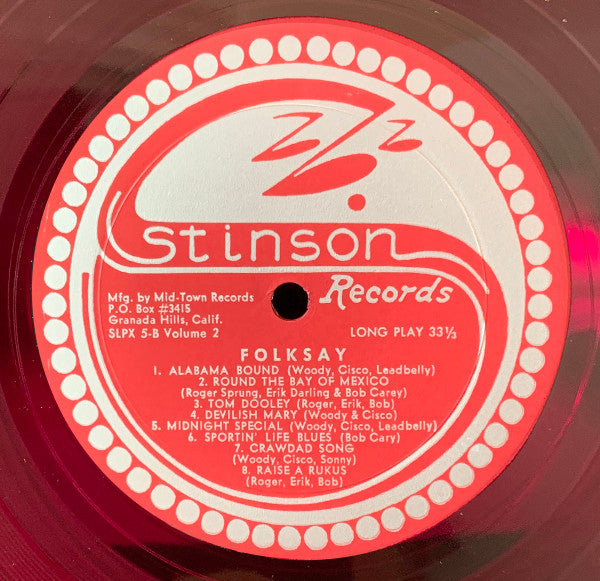 Stinson
Records
Mfg. by Mid-Town Records
P.O. Box #3415
Granada Hills, Calif.
SLPX 5-B Volume 2
LONG PLAY 33⅓
FOLKSAY
1. ALABAMA BOUND (Woody, Cisco, Leadbelly)
2. ROUND THE BAY OF MEXICO
(Roger Sprung, Erik Darling & Bob Carey)
3. TOM DOOLEY (Roger, Erik, Bob)
4. DEVILISH MARY (Woody & Cisco)
5. MIDNIGHT SPECIAL (Woody, Cisco, Leadbelly)
6. SPORTIN' LIFE BLUES (Bob Cary)
7. CRAWDAD SONG
(Woody, Cisco, Sonny)
8. RAISE A RUKUS
(Roger, Erik, Bob)